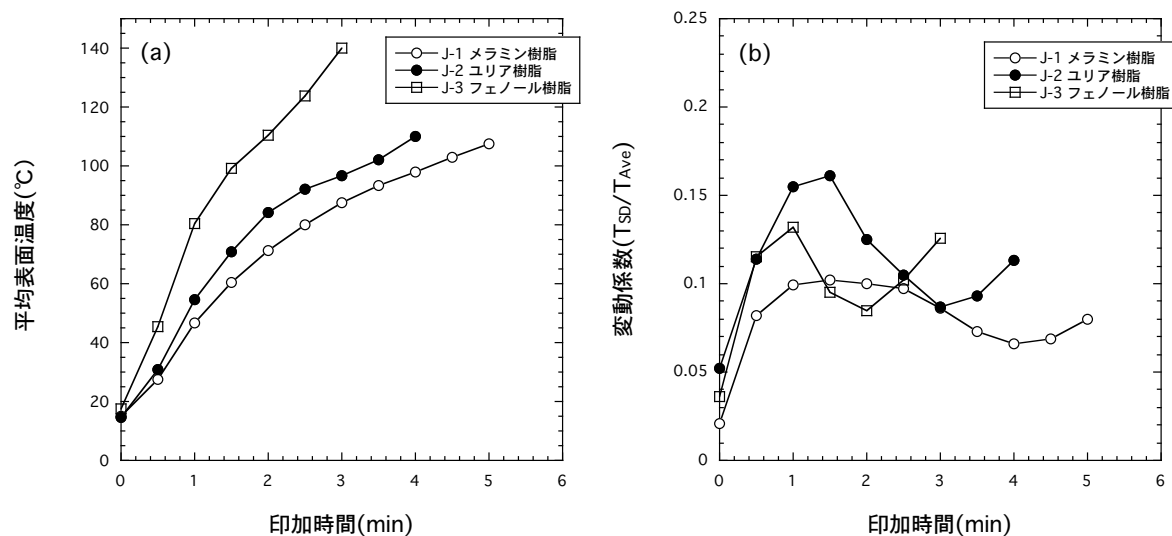 (a)
J-1 メラミン樹脂
J-2 ユリア樹脂
J-3 フェノール樹脂
平均表面温度(℃)
140
120
100
80
60
40
20
0
0 1 2 3 4 5 6
印加時間(min)
(b)
J-1 メラミン樹脂
J-2 ユリア樹脂
J-3 フェノール樹脂
変動係数(TSD/TAve)
0.25
0.2
0.15
0.1
0.05
0
0 1 2 3 4 5 6
印加時間(min)